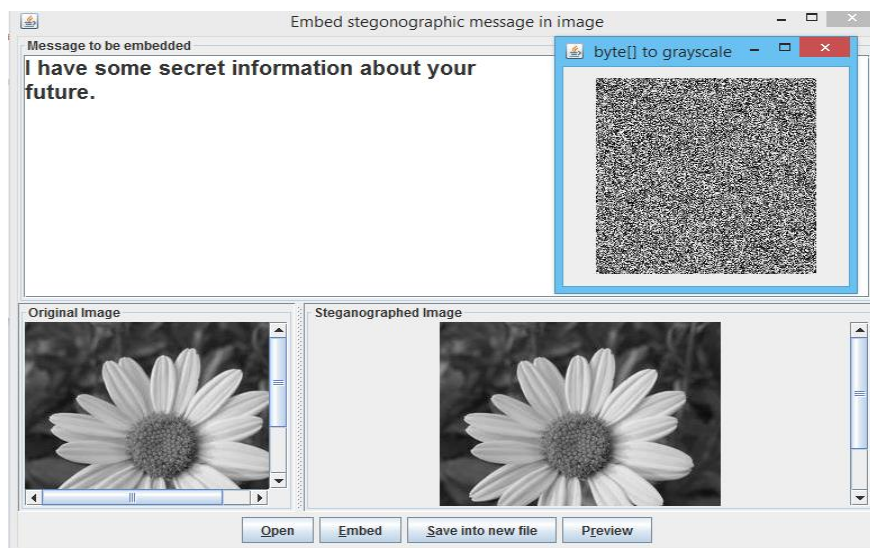 Embed stegonographic message in image
Message to be embedded
I have some secret information about your
future.
byte[] to grayscale
Original Image
Steganographed Image
Open
Embed
Save into new file
Preview